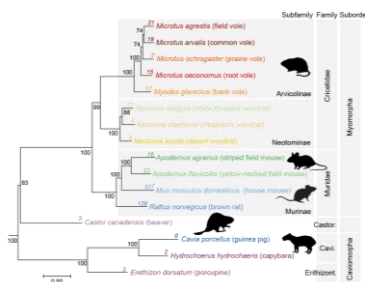 Subfamily Family Suborder
21
Microtus agrestis (field vole)
74
19
Microtus arvalis (common vole)
74
Microtus ochrogaster (prairie vole)
100
15
Microtus oeconomus (root vole)
100
17
Myodes glareolus (bank vole)
Arvicolinae
Cricetidae
99
100
Neotoma lepida (desert woodrat)
Neotominae
Myomorpha
100
16
Apodemus agrarius (striped field mouse)
100
Apodemus flavicollis (yellow-necked field mouse)
83
100
Mus musculus domesticus (house mouse)
100
Rattus norvegicus (brown rat)
Murinae
Muridae
Castor canadensis (beaver)
Castor.
100
8
Cavia porcellus (guinea pig)
Cavi.
100
Hydrochoerus hydrochaeris (capybara)
100
2
Erethizon dorsatum (porcupine)
Erethizont.
Caviomorpha
0.50